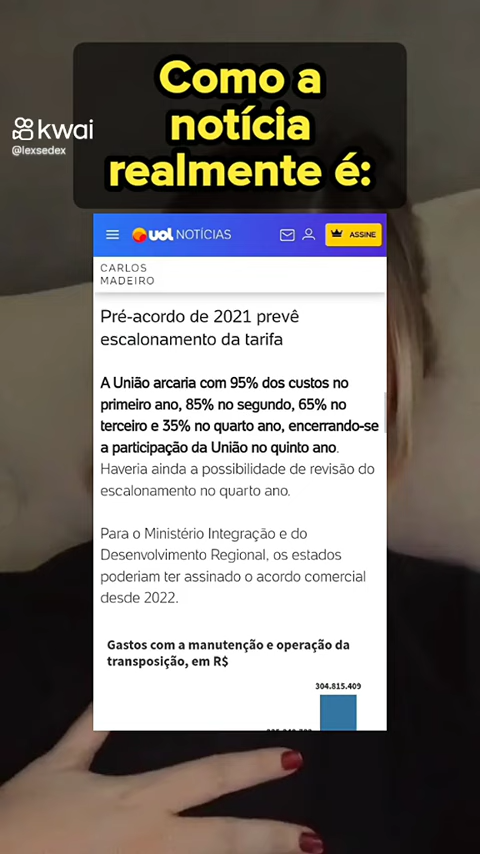 Como a
notícia
realmente é:
kwai
@lexsedex
uol NOTÍCIAS
ASSINE
CARLOS
MADEIRO
Pré-acordo de 2021 prevê
escalonamento da tarifa
A União arcaria com 95% dos custos no
primeiro ano, 85% no segundo, 65% no
terceiro e 35% no quarto ano, encerrando-se
a participação da União no quinto ano.
Haveria ainda a possibilidade de revisão do
escalonamento no quarto ano.
Para o Ministério Integração e do
Desenvolvimento Regional, os estados
poderiam ter assinado o acordo comercial
desde 2022.
Gastos com a manutenção e operação da
transposição, em R$
304.815.409